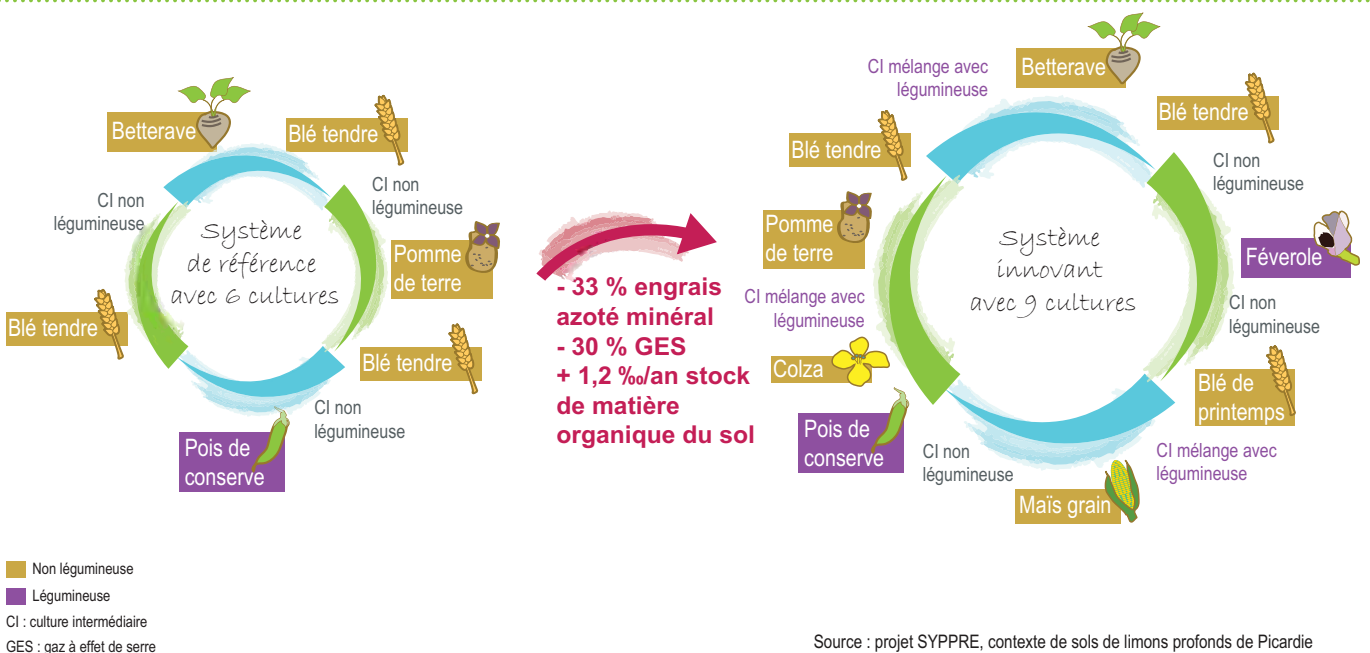 Betterave
Blé tendre
CI non
légumineuse
Pomme
de terre
Blé tendre
CI non
légumineuse
Pois de
conserve
Blé tendre
CI non
légumineuse
Système
de référence
avec 6 cultures
- 33 % engrais
azoté minéral
- 30 % GES
+ 1,2 ‰/an stock
de matière
organique du sol
CI mélange avec
légumineuse
Betterave
Blé tendre
CI non
légumineuse
Féverole
CI non
légumineuse
Blé de
printemps
CI mélange avec
légumineuse
Maïs grain
CI non
légumineuse
Pois de
conserve
Colza
CI mélange avec
légumineuse
Pomme
de terre
Blé tendre
Système
innovant
avec 9 cultures
Non légumineuse
Légumineuse
CI : culture intermédiaire
GES : gaz à effet de serre
Source : projet SYPPRE, contexte de sols de limons profonds de Picardie